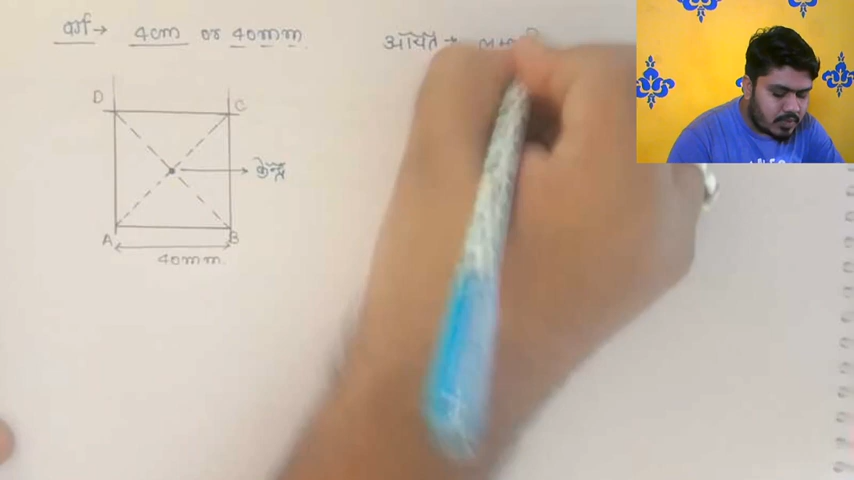 वर्ग → 4cm or 40mm
आयत →
D C
केन्द्र
A B
40mm.